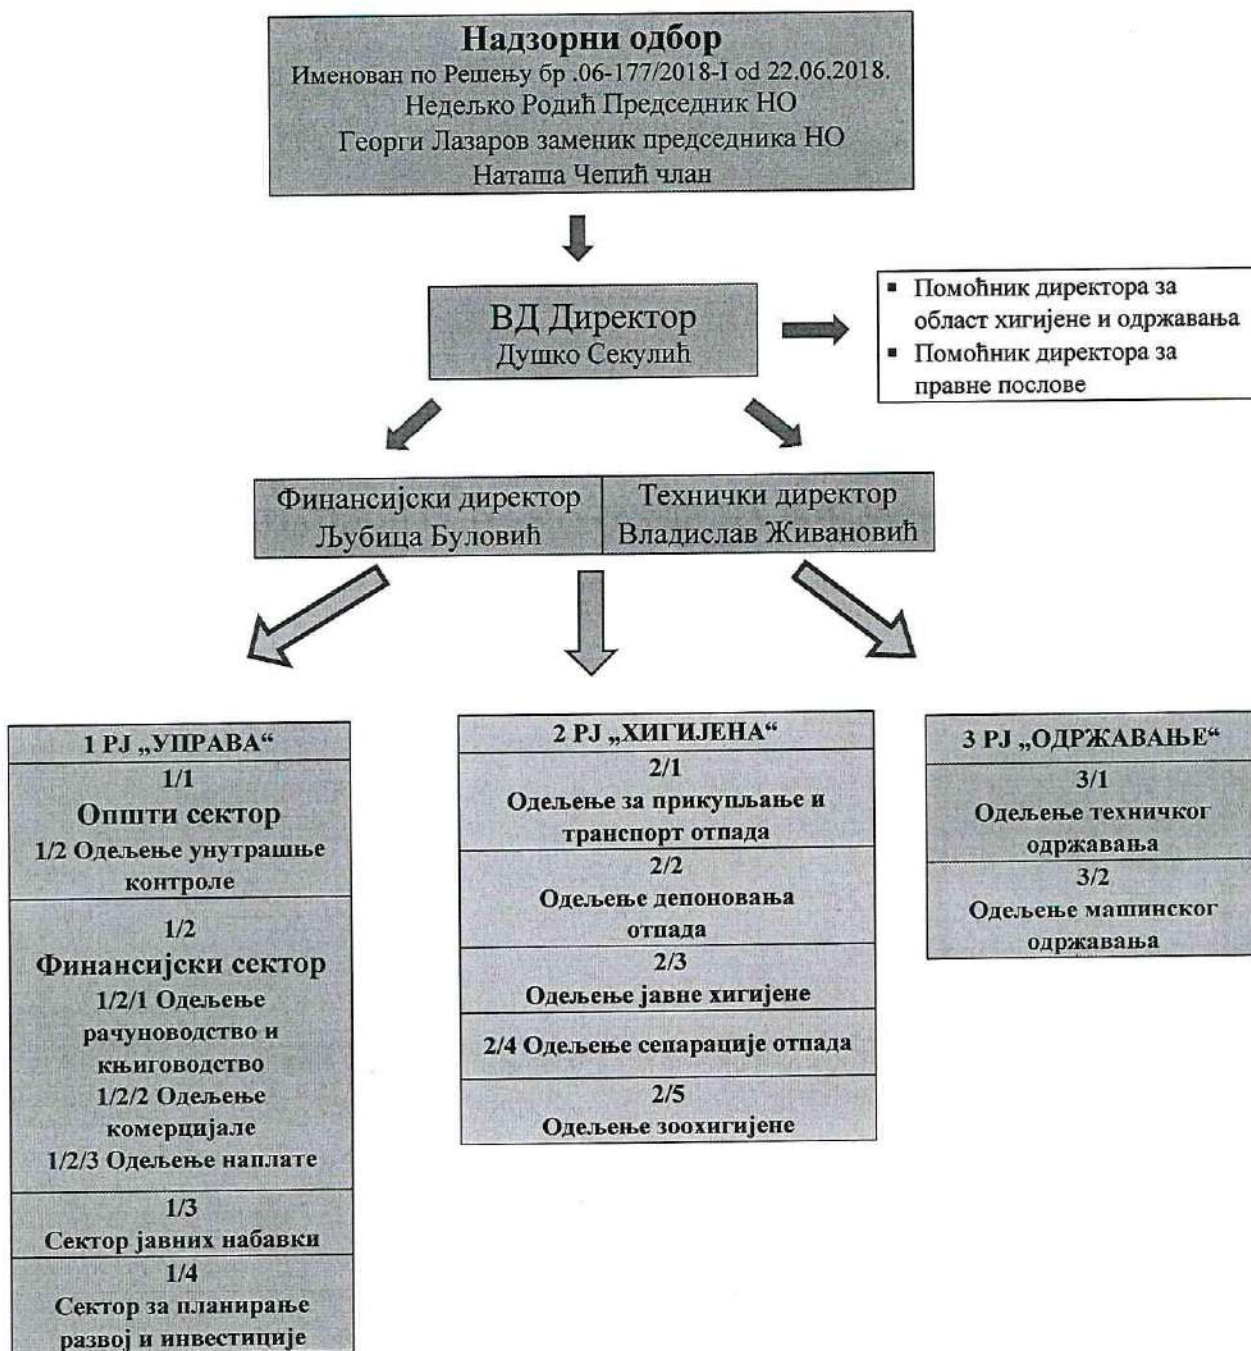 Надзорни одбор
Именован по Решењу бр .06-177/2018-I od 22.06.2018.
Недељко Родић Председник НО
Георги Лазаров заменик председника НО
Наташа Чепић члан
ВД Директор
Душко Секулић
▪ Помоћник директора за
област хигијене и одржавања
▪ Помоћник директора за
правне послове
Финансијски директор
Љубица Буловић
Технички директор
Владислав Живановић
1 РЈ „УПРАВА“
1/1
Општи сектор
1/2 Одељење унутрашње
контроле
1/2
Финансијски сектор
1/2/1 Одељење
рачуноводство и
књиговодство
1/2/2 Одељење
комерцијале
1/2/3 Одељење наплате
1/3
Сектор јавних набавки
1/4
Сектор за планирање
развој и инвестиције
2 РЈ „ХИГИЈЕНА“
2/1
Одељење за прикупљање и
транспорт отпада
2/2
Одељење депоновања
отпада
2/3
Одељење јавне хигијене
2/4 Одељење сепарације отпада
2/5
Одељење зоохигијене
3 РЈ „ОДРЖАВАЊЕ“
3/1
Одељење техничког
одржавања
3/2
Одељење машинског
одржавања